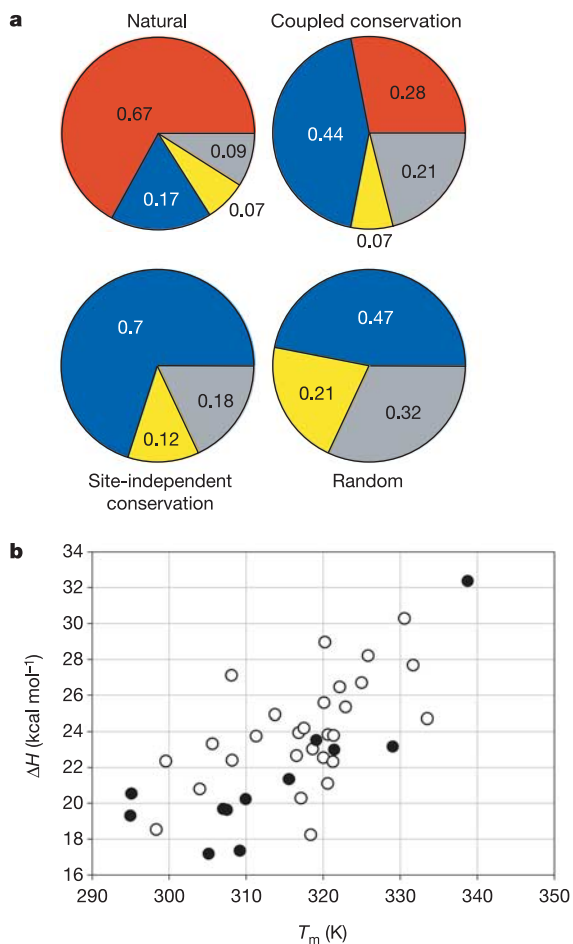 a
Natural
Coupled conservation
0.67
0.09
0.17
0.07
0.28
0.44
0.21
0.07
0.7
0.18
0.12
0.47
0.21
0.32
Site-independent
conservation
Random
b
34
32
30
28
26
24
22
20
18
16
ΔH (kcal mol⁻¹)
290 300 310 320 330 340 350
Tm (K)